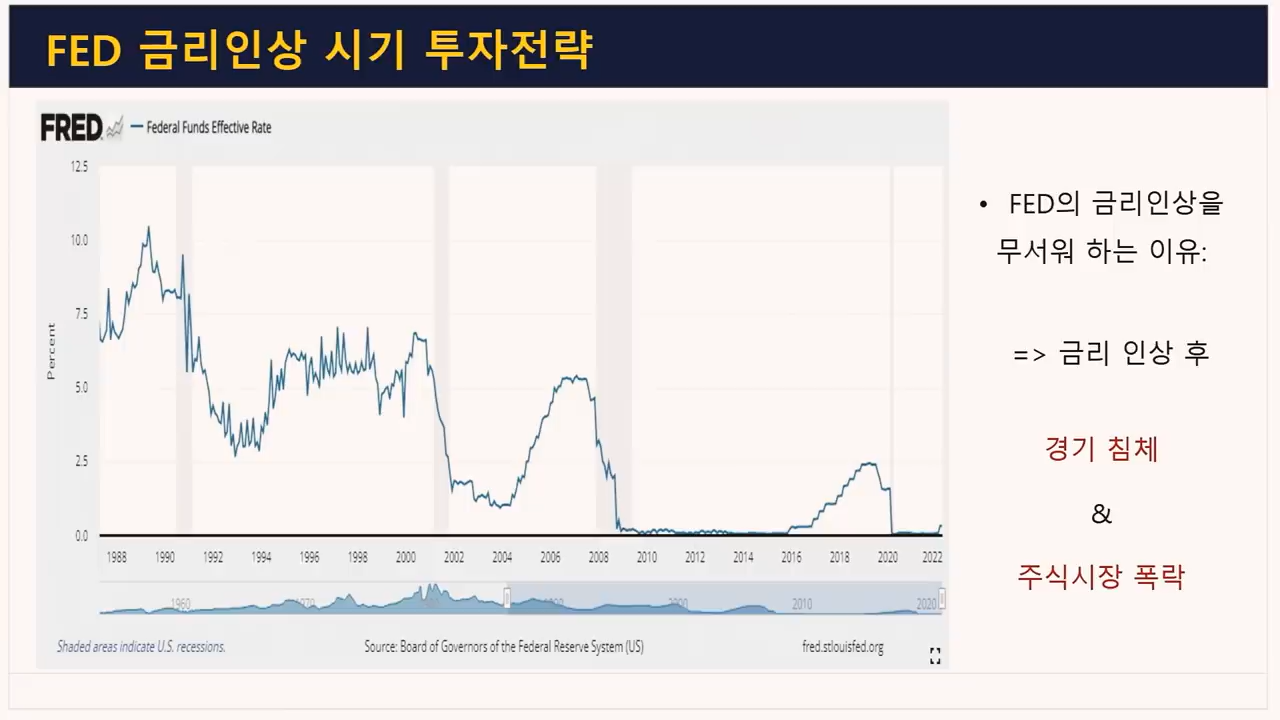 FED 금리인상 시기 투자전략
FRED
Federal Funds Effective Rate
12.5
10.0
7.5
5.0
2.5
0.0
Percent
1988 1990 1992 1994 1996 1998 2000 2002 2004 2006 2008 2010 2012 2014 2016 2018 2020 2022
1960 2010 2020
Shaded areas indicate U.S. recessions.
Source: Board of Governors of the Federal Reserve System (US)
fred.stlouisfed.org
• FED의 금리인상을
무서워 하는 이유:
=> 금리 인상 후
경기 침체
&
주식시장 폭락